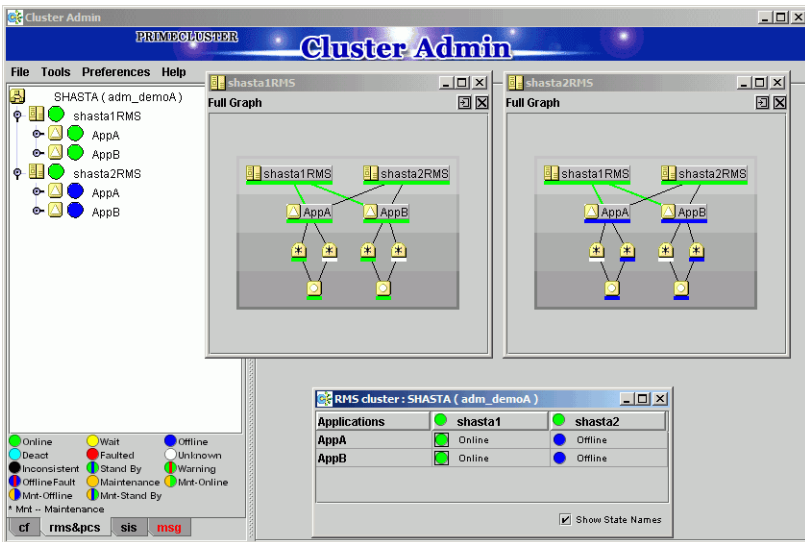 Cluster Admin
PRIMECLUSTER
Cluster Admin
File Tools Preferences Help
SHASTA ( adm_demoA )
shasta1RMS
AppA
AppB
shasta2RMS
AppA
AppB
shasta1RMS
Full Graph
shasta1RMS shasta2RMS
AppA AppB
shasta2RMS
Full Graph
shasta1RMS shasta2RMS
AppA AppB
RMS cluster : SHASTA ( adm_demoA )
Applications shasta1 shasta2
AppA Online Offline
AppB Online Offline
Show State Names
Online Wait Offline
Deact Faulted Unknown
Inconsistent Stand By Warning
OfflineFault Maintenance Mnt-Online
Mnt-Offline Mnt-Stand By
* Mnt -- Maintenance
cf rms&pcs sis msg